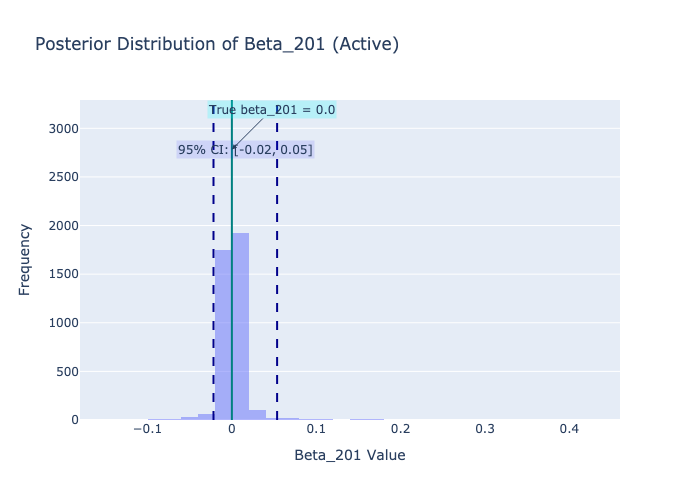 Posterior Distribution of Beta_201 (Active)
True beta_201 = 0.0
95% CI: [-0.02, 0.05]
Frequency
3000
2500
2000
1500
1000
500
0
−0.1 0 0.1 0.2 0.3 0.4
Beta_201 Value